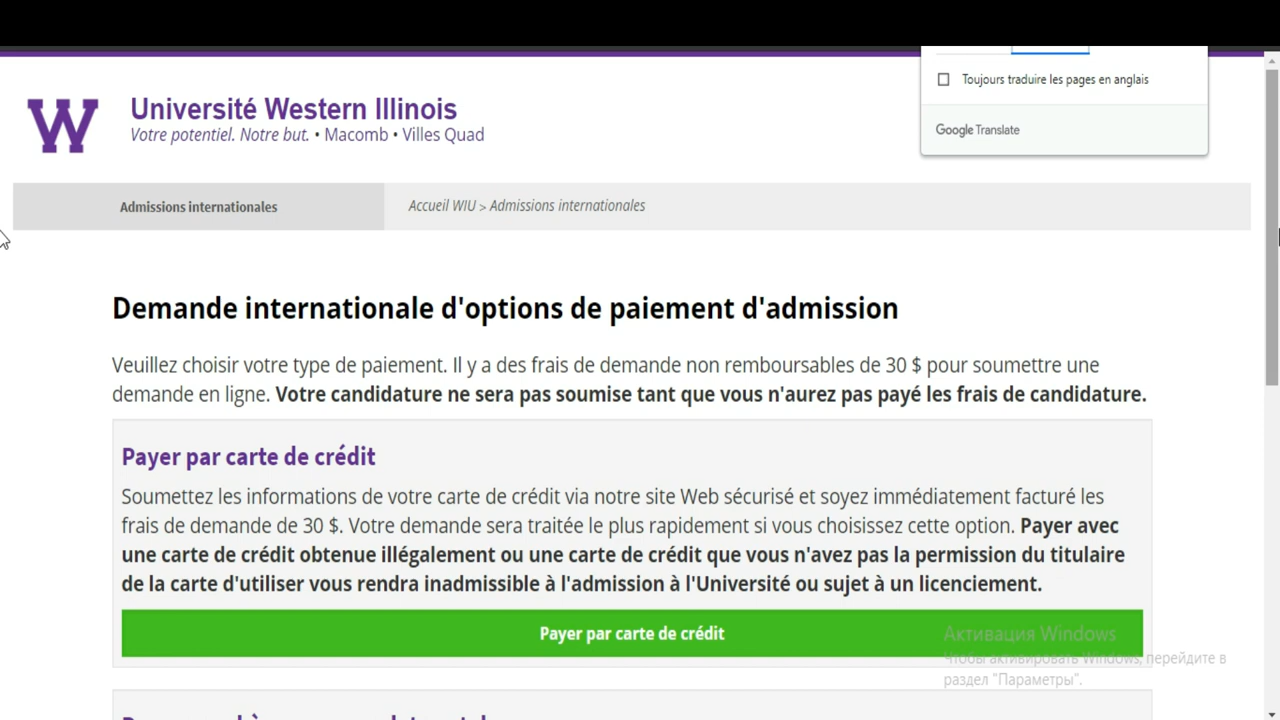 Toujours traduire les pages en anglais
Google Translate
W
Université Western Illinois
Votre potentiel. Notre but. • Macomb • Villes Quad
Admissions internationales
Accueil WIU > Admissions internationales
Demande internationale d'options de paiement d'admission
Veuillez choisir votre type de paiement. Il y a des frais de demande non remboursables de 30 $ pour soumettre une
demande en ligne. Votre candidature ne sera pas soumise tant que vous n'aurez pas payé les frais de candidature.
Payer par carte de crédit
Soumettez les informations de votre carte de crédit via notre site Web sécurisé et soyez immédiatement facturé les
frais de demande de 30 $. Votre demande sera traitée le plus rapidement si vous choisissez cette option. Payer avec
une carte de crédit obtenue illégalement ou une carte de crédit que vous n'avez pas la permission du titulaire
de la carte d'utiliser vous rendra inadmissible à l'admission à l'Université ou sujet à un licenciement.
Payer par carte de crédit
Активация Windows
Чтобы активировать Windows, перейдите в
раздел "Параметры".